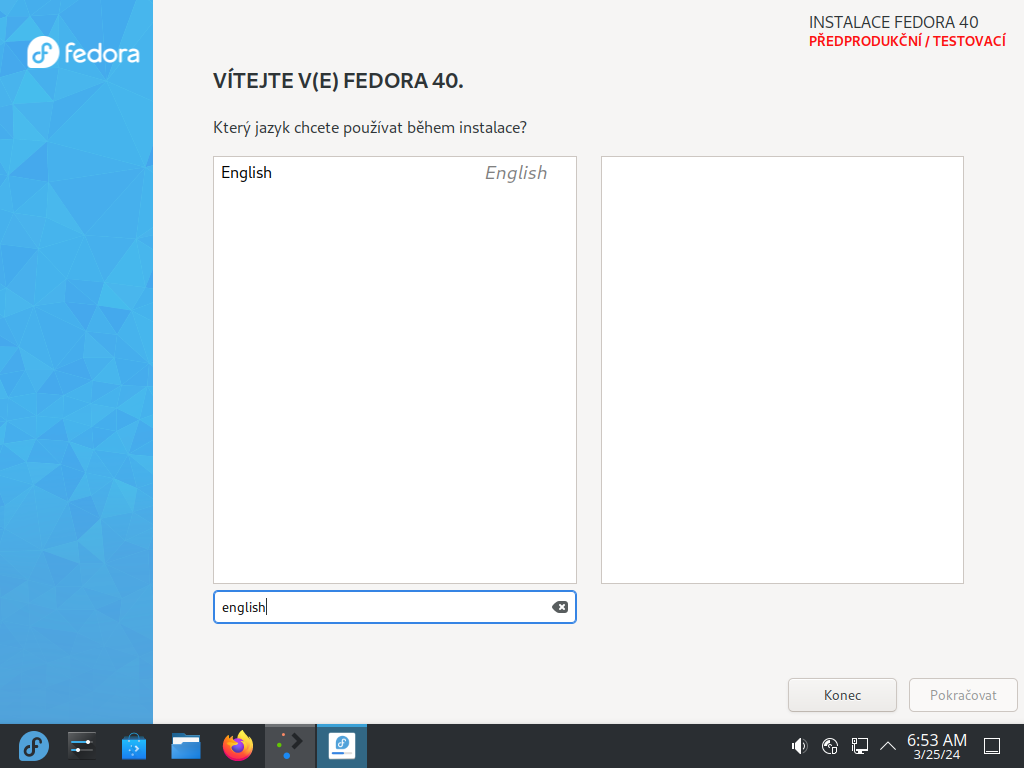 fedora
INSTALACE FEDORA 40
PŘEDPRODUKČNÍ / TESTOVACÍ
VÍTEJTE V(E) FEDORA 40.
Který jazyk chcete používat během instalace?
English English
english
Konec Pokračovat
6:53 AM
3/25/24